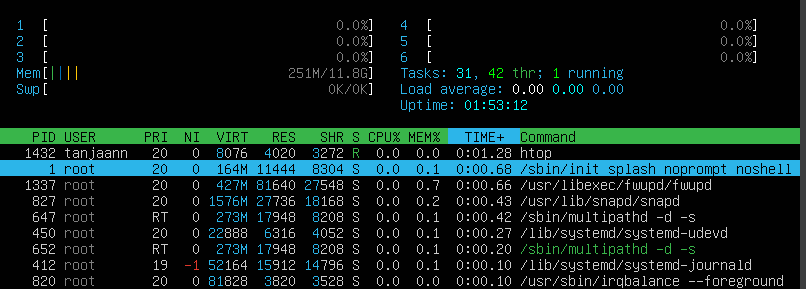 1 [ 0.0%] 4 [ 0.0%]
2 [ 0.0%] 5 [ 0.0%]
3 [ 0.0%] 6 [ 0.0%]
Mem[|||| 251M/11.8G] Tasks: 31, 42 thr; 1 running
Swp[ 0K/0K] Load average: 0.00 0.00 0.00
Uptime: 01:53:12
PID USER PRI NI VIRT RES SHR S CPU% MEM% TIME+ Command
1432 tanjaann 20 0 8076 4020 3272 R 0.0 0.0 0:01.28 htop
1 root 20 0 164M 11444 8304 S 0.0 0.1 0:00.68 /sbin/init splash noprompt noshell
1337 root 20 0 427M 81640 27548 S 0.0 0.7 0:00.66 /usr/libexec/fwupd/fwupd
827 root 20 0 1576M 27736 18168 S 0.0 0.2 0:00.43 /usr/lib/snapd/snapd
647 root RT 0 273M 17948 8208 S 0.0 0.1 0:00.42 /sbin/multipathd -d -s
450 root 20 0 22888 6316 4052 S 0.0 0.1 0:00.27 /lib/systemd/systemd-udevd
652 root RT 0 273M 17948 8208 S 0.0 0.1 0:00.20 /sbin/multipathd -d -s
412 root 19 -1 52164 15912 14796 S 0.0 0.1 0:00.10 /lib/systemd/systemd-journald
820 root 20 0 81828 3820 3528 S 0.0 0.0 0:00.10 /usr/sbin/irqbalance --foreground